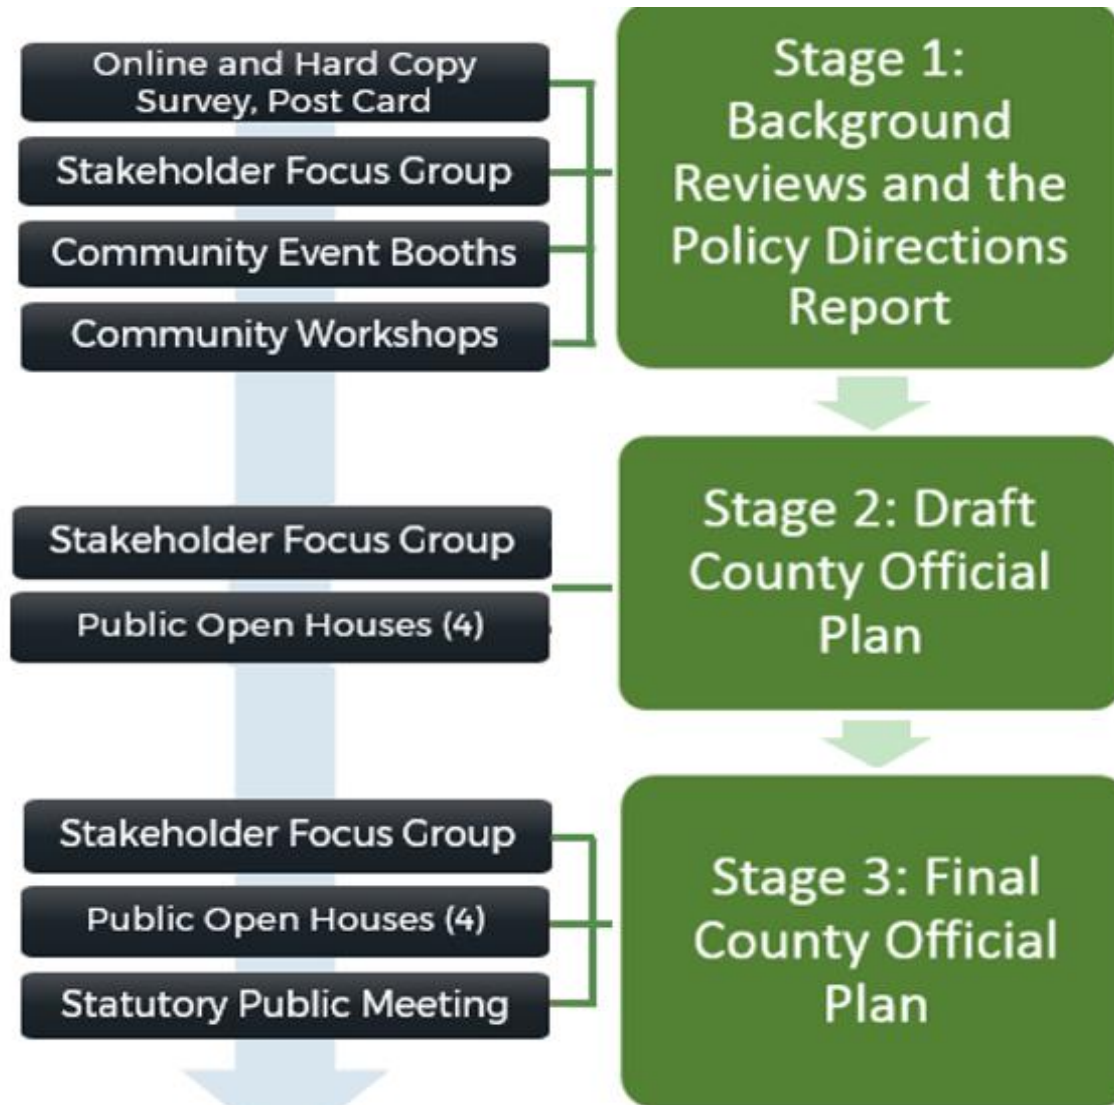 Online and Hard Copy
Survey, Post Card
Stakeholder Focus Group
Community Event Booths
Community Workshops
Stage 1:
Background
Reviews and the
Policy Directions
Report
Stakeholder Focus Group
Public Open Houses (4)
Stage 2: Draft
County Official
Plan
Stakeholder Focus Group
Public Open Houses (4)
Statutory Public Meeting
Stage 3: Final
County Official
Plan